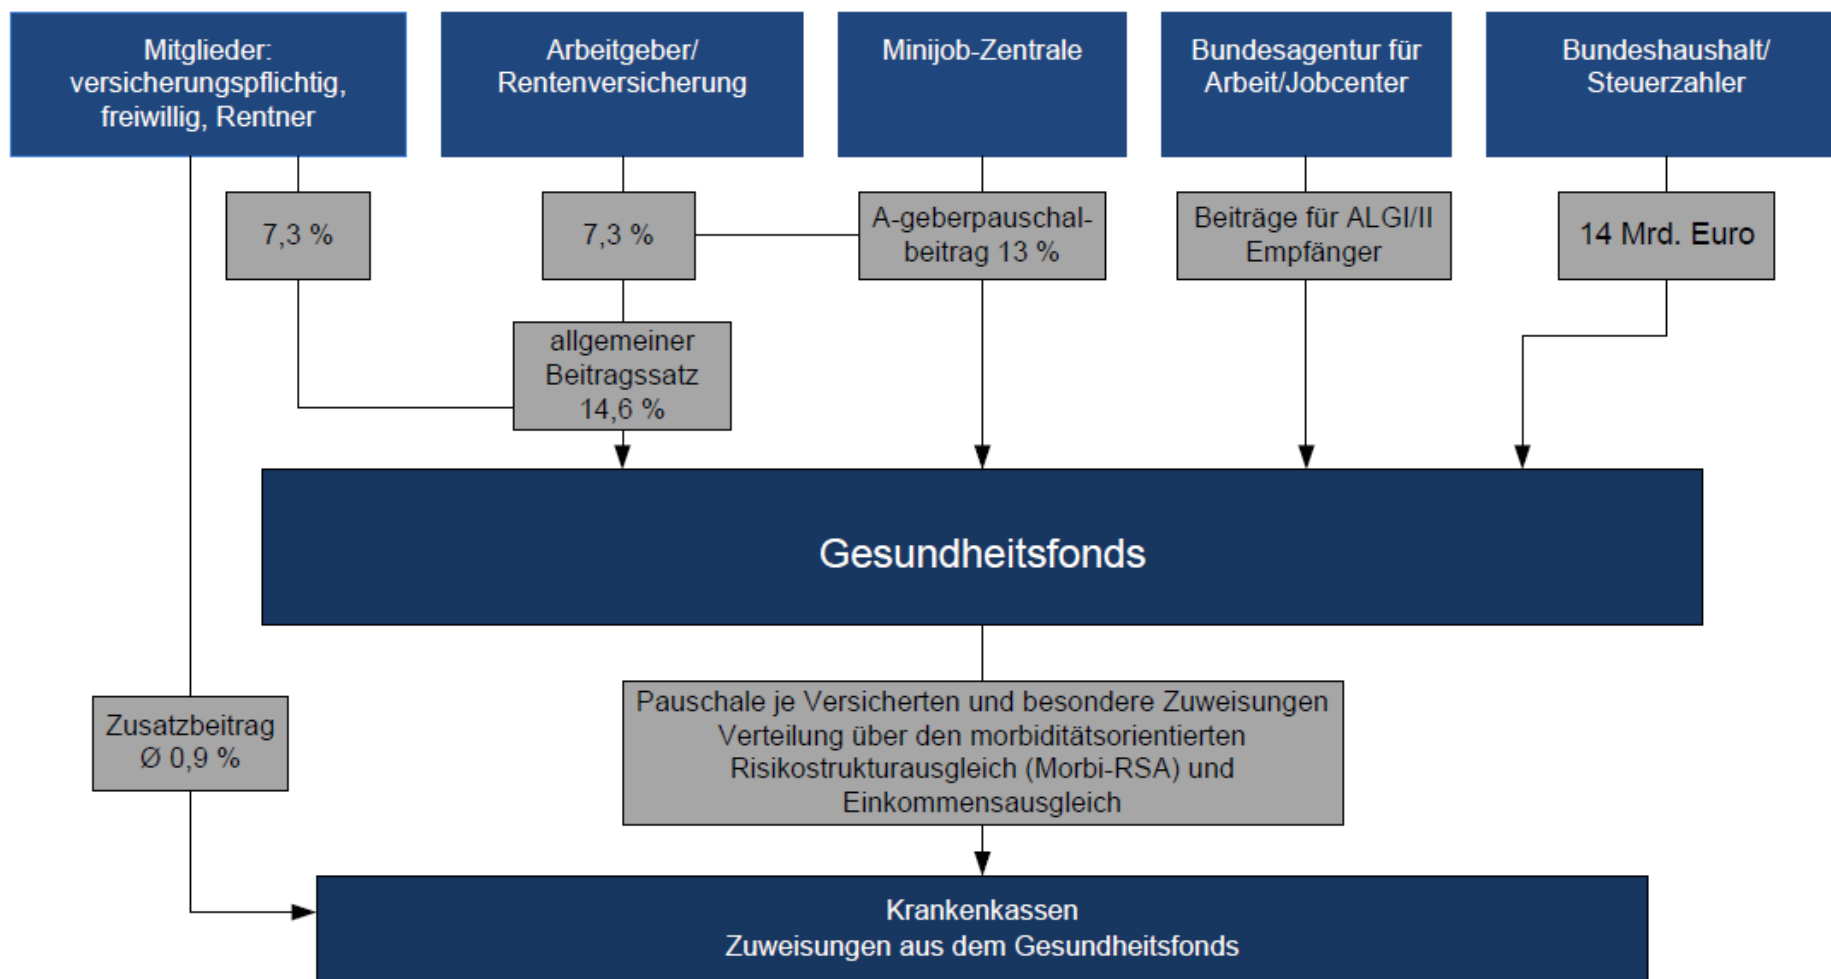 Mitglieder:
versicherungspflichtig,
freiwillig, Rentner
Arbeitgeber/
Rentenversicherung
Minijob-Zentrale
Bundesagentur für
Arbeit/Jobcenter
Bundeshaushalt/
Steuerzahler
7,3 %
7,3 %
A-geberpauschal-
beitrag 13 %
Beiträge für ALGI/II
Empfänger
14 Mrd. Euro
allgemeiner
Beitragssatz
14,6 %
Gesundheitsfonds
Zusatzbeitrag
Ø 0,9 %
Pauschale je Versicherten und besondere Zuweisungen
Verteilung über den morbiditätsorientierten
Risikostrukturausgleich (Morbi-RSA) und
Einkommensausgleich
Krankenkassen
Zuweisungen aus dem Gesundheitsfonds